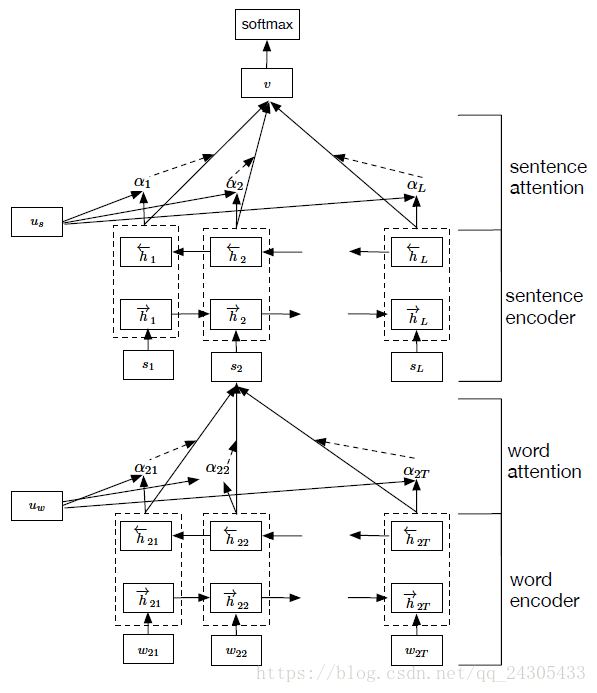 softmax
v
sentence
attention
α1
α2
αL
us
←h1
←h2
←hL
sentence
encoder
→h1
→h2
→hL
s1
s2
sL
word
attention
α21
α22
α2T
uw
←h21
←h22
←h2T
word
encoder
→h21
→h22
→h2T
w21
w22
w2T
https://blog.csdn.net/qq_24305433